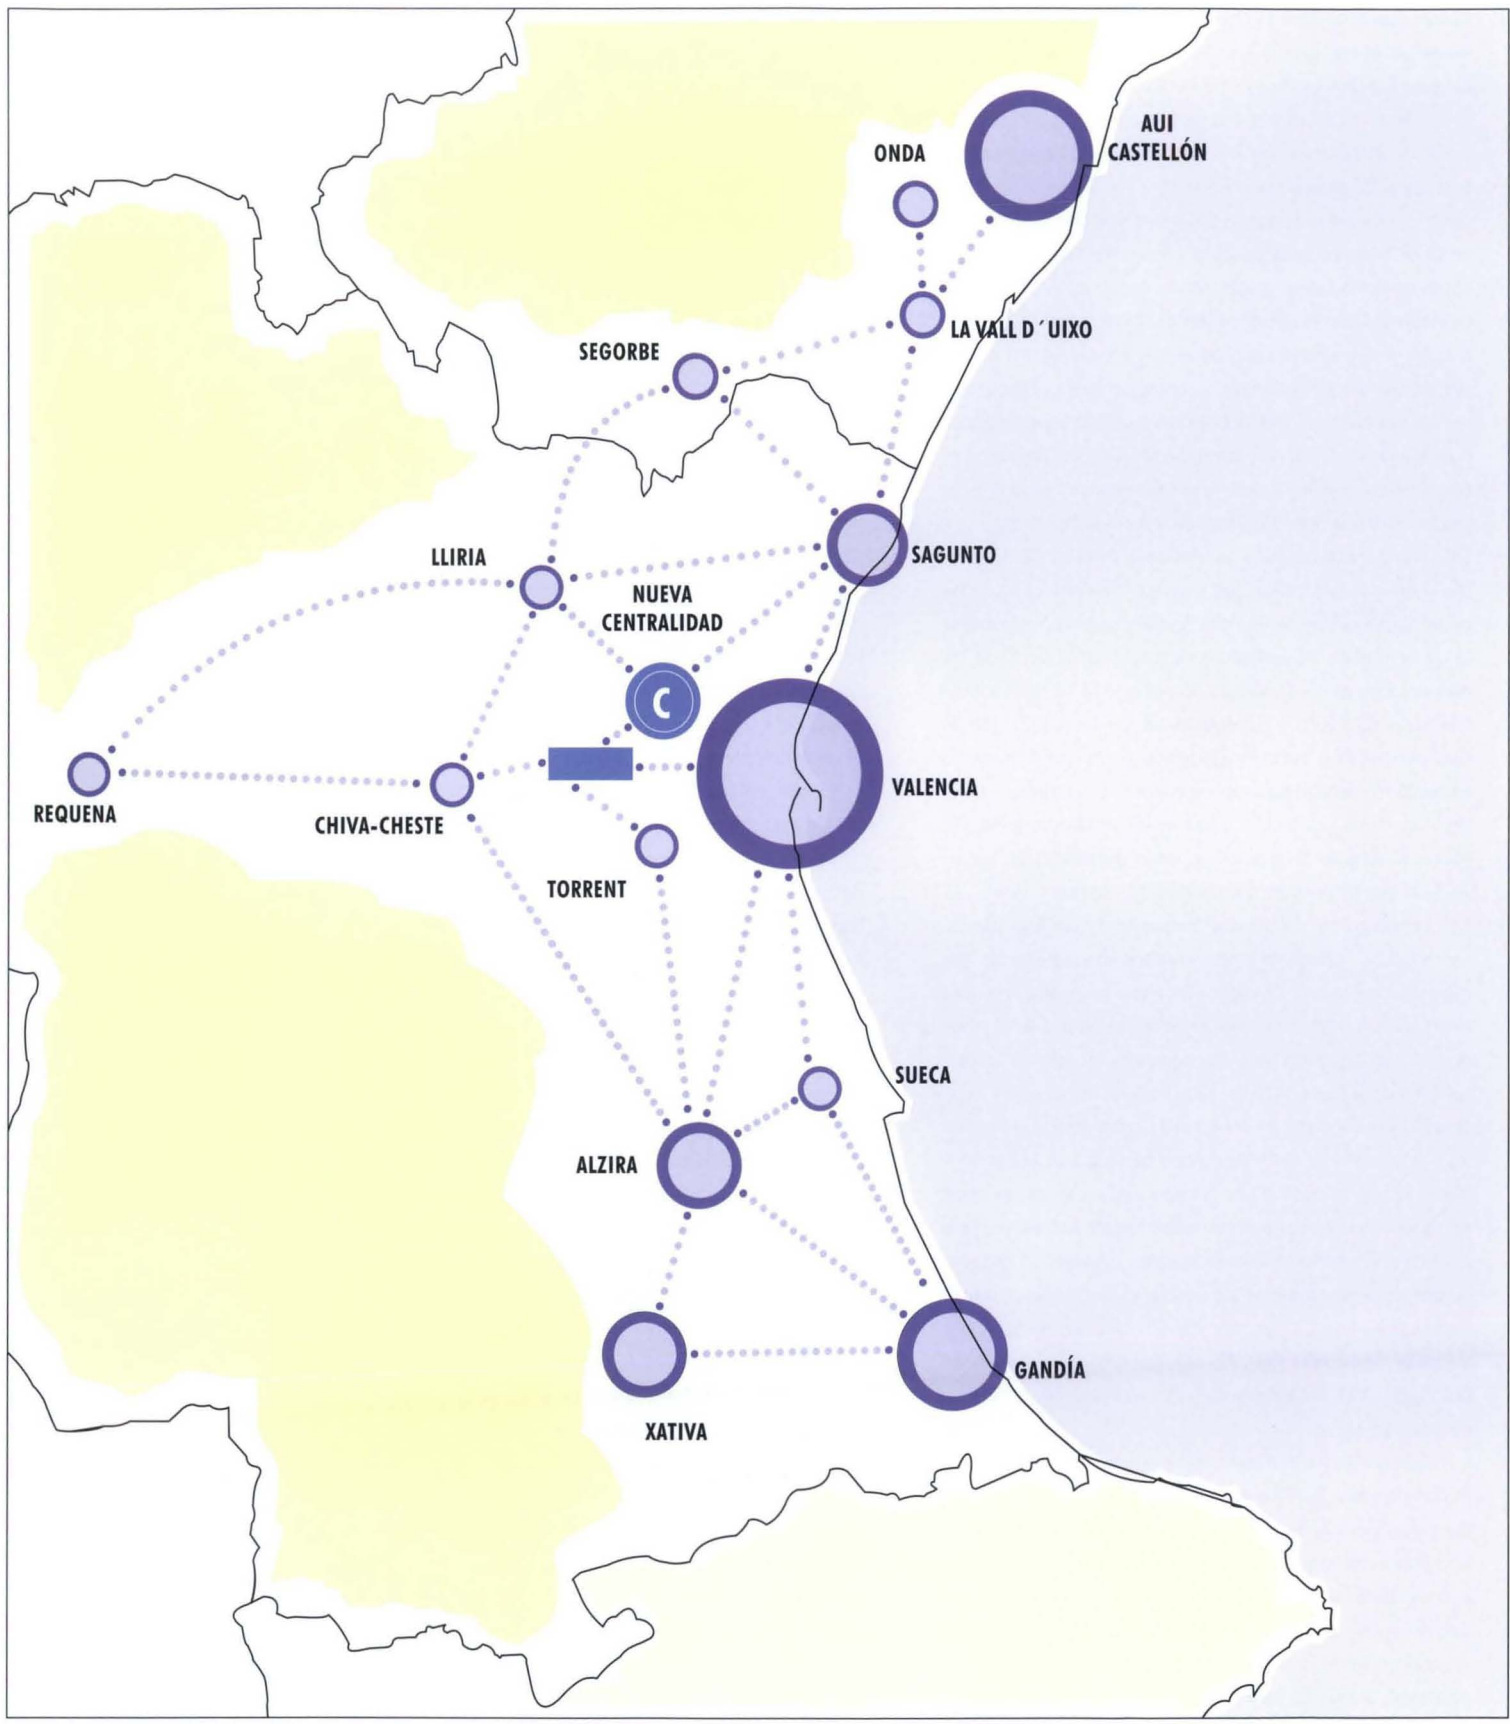 AUI
CASTELLÓN
ONDA
LA VALL D´UIXO
SEGORBE
LLIRIA
SAGUNTO
NUEVA
CENTRALIDAD
C
REQUENA
CHIVA-CHESTE
VALENCIA
TORRENT
SUECA
ALZIRA
GANDÍA
XATIVA